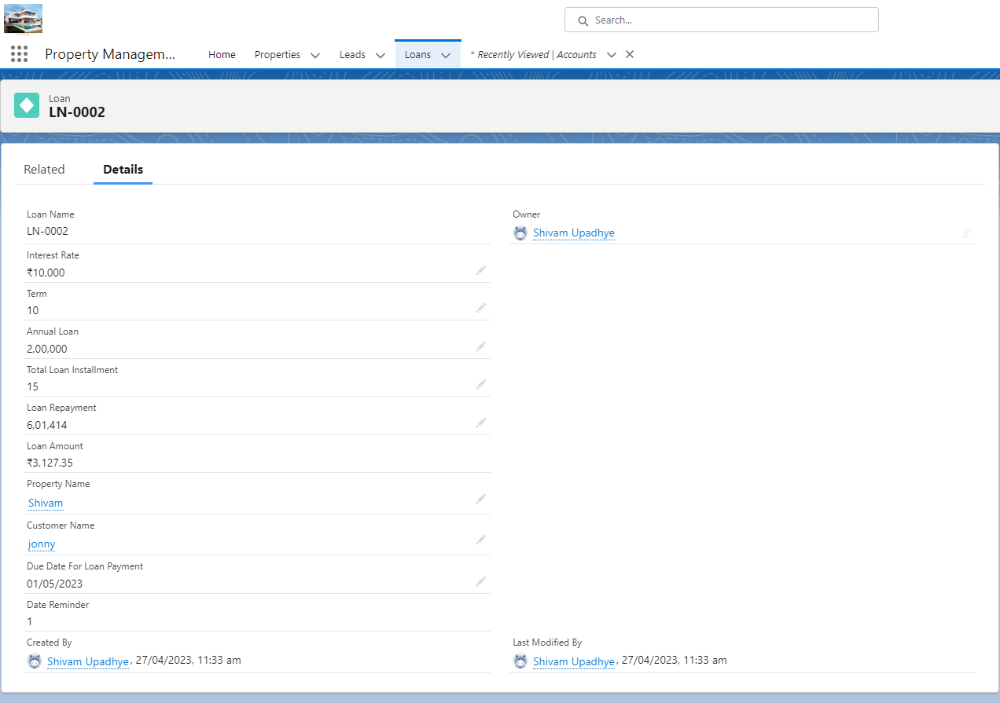 Search...
Property Managem...
Home
Properties
Leads
Loans
* Recently Viewed | Accounts
Loan
LN-0002
Related
Details
Loan Name
LN-0002
Owner
Shivam Upadhye
Interest Rate
₹10,000
Term
10
Annual Loan
2,00,000
Total Loan Installment
15
Loan Repayment
6,01,414
Loan Amount
₹3,127.35
Property Name
Shivam
Customer Name
jonny
Due Date For Loan Payment
01/05/2023
Date Reminder
1
Created By
Shivam Upadhye, 27/04/2023, 11:33 am
Last Modified By
Shivam Upadhye, 27/04/2023, 11:33 am